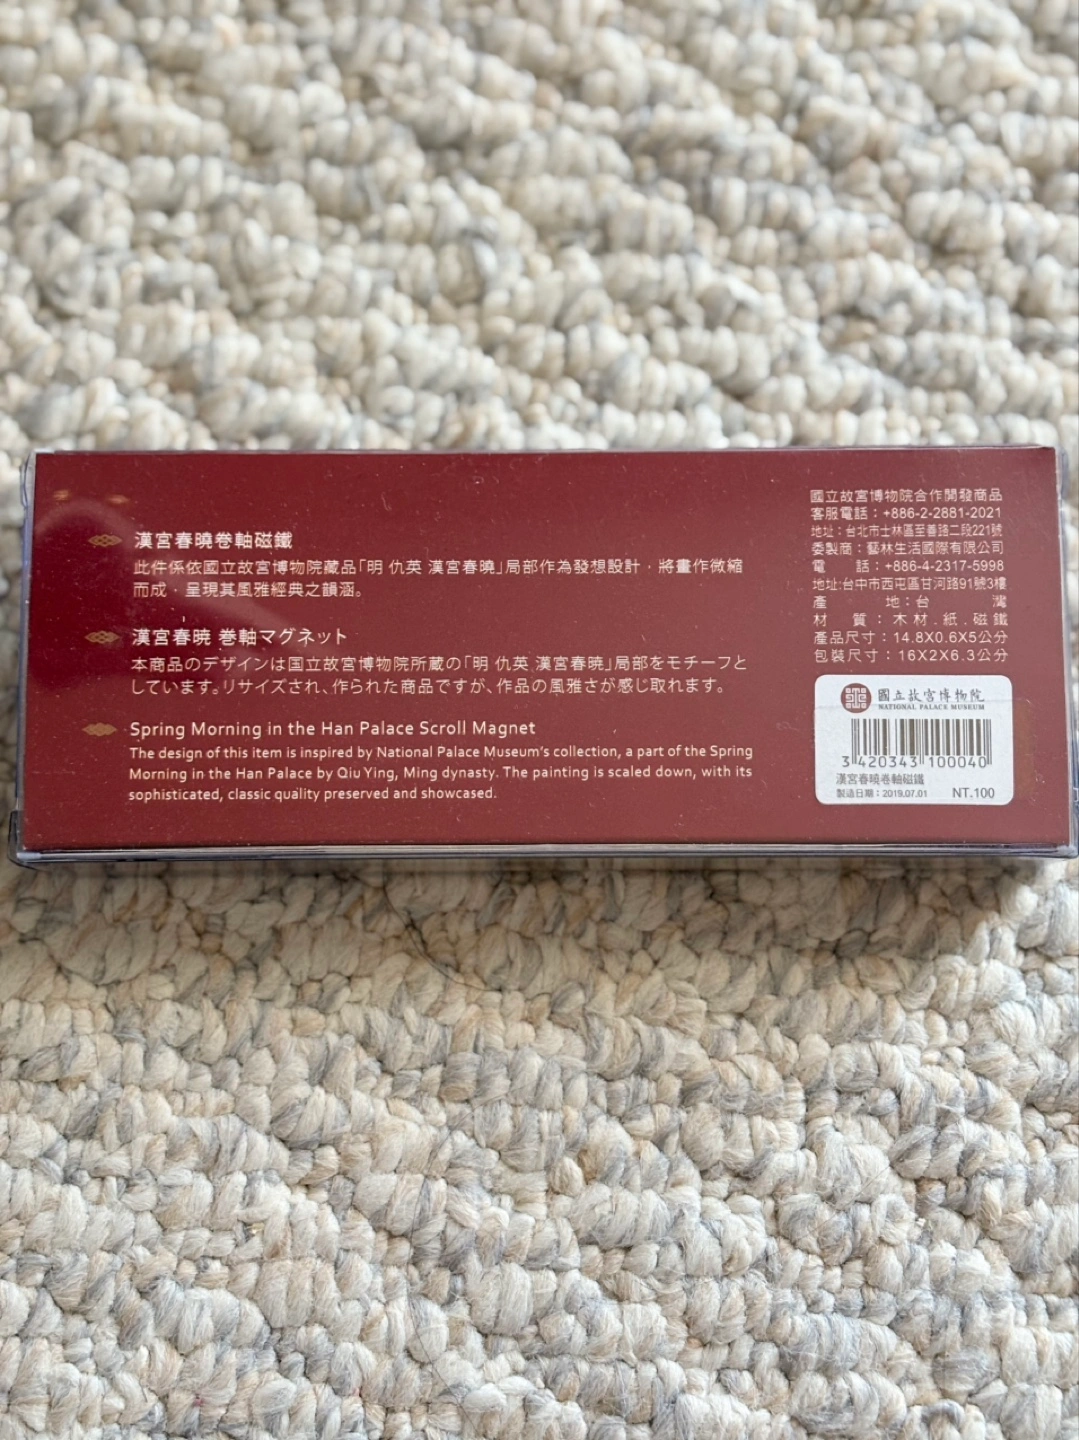 漢宮春曉卷軸磁鐵
此件係依國立故宮博物院藏品「明 仇英 漢宮春曉」局部作為發想設計，將畫作微縮
而成，呈現其風雅經典之韻涵。
漢宮春暁 巻軸マグネット
本商品のデザインは国立故宮博物院所蔵の「明 仇英 漢宮春暁」局部をモチーフと
しています。リサイズされ、作られた商品ですが、作品の風雅さが感じ取れます。
Spring Morning in the Han Palace Scroll Magnet
The design of this item is inspired by National Palace Museum's collection, a part of the Spring
Morning in the Han Palace by Qiu Ying, Ming dynasty. The painting is scaled down, with its
sophisticated, classic quality preserved and showcased.
國立故宮博物院合作開發商品
客服電話：+886-2-2881-2021
地址：台北市士林區至善路二段221號
委製商：藝林生活國際有限公司
電　　話：+886-4-2317-5998
地址:台中市西屯區甘河路91號3樓
產　　　地：台　　　灣
材　質：木材.紙.磁鐵
產品尺寸：14.8X0.6X5公分
包裝尺寸：16X2X6.3公分
國立故宮博物院
NATIONAL PALACE MUSEUM
3 420343 100040
漢宮春曉卷軸磁鐵
製造日期：2019.07.01 NT.100